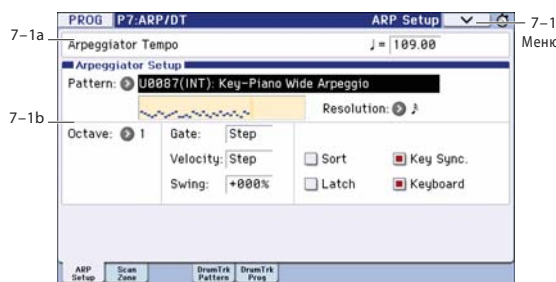 PROG P7:ARP/DT ARP Setup
7–1
Меню
7–1a
Arpeggiator Tempo ♩= 109.00
Arpeggiator Setup
Pattern: U0087(INT): Key-Piano Wide Arpeggio
Resolution: ♪
7–1b
Octave: 1 Gate: Step
Velocity: Step Sort Key Sync.
Swing: +000% Latch Keyboard
ARP Setup Scan Zone DrumTrk Pattern DrumTrk Prog